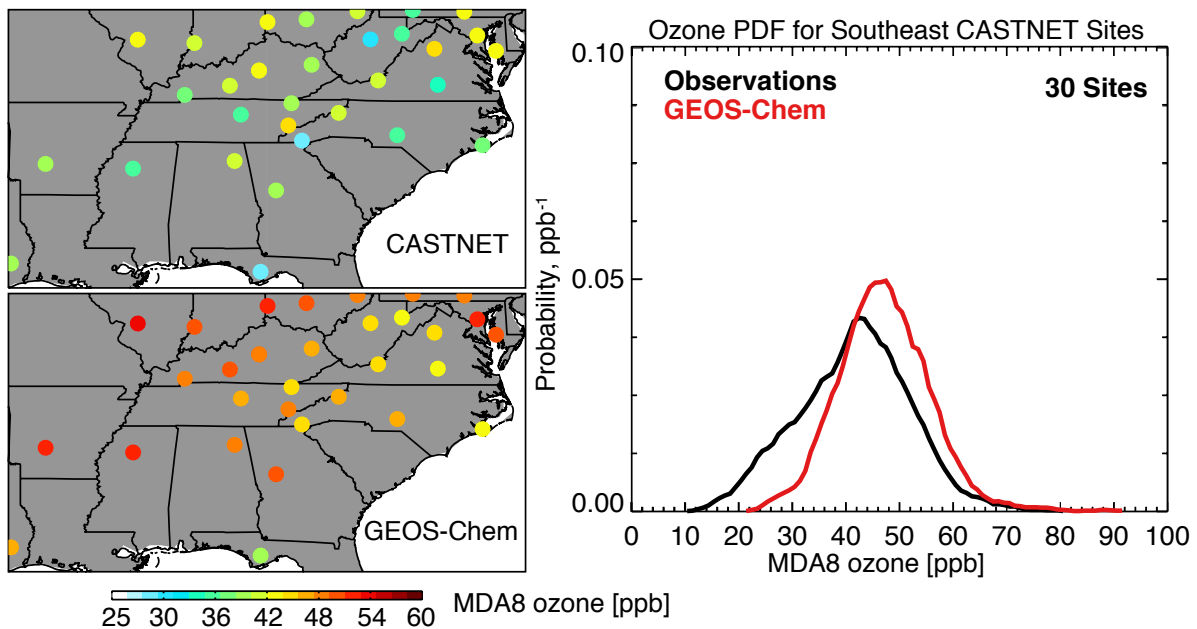 CASTNET
GEOS-Chem
25 30 36 42 48 54 60
MDA8 ozone [ppb]
Ozone PDF for Southeast CASTNET Sites
Observations
GEOS-Chem
30 Sites
Probability, ppb⁻¹
0.10
0.05
0.00
0 10 20 30 40 50 60 70 80 90 100
MDA8 ozone [ppb]